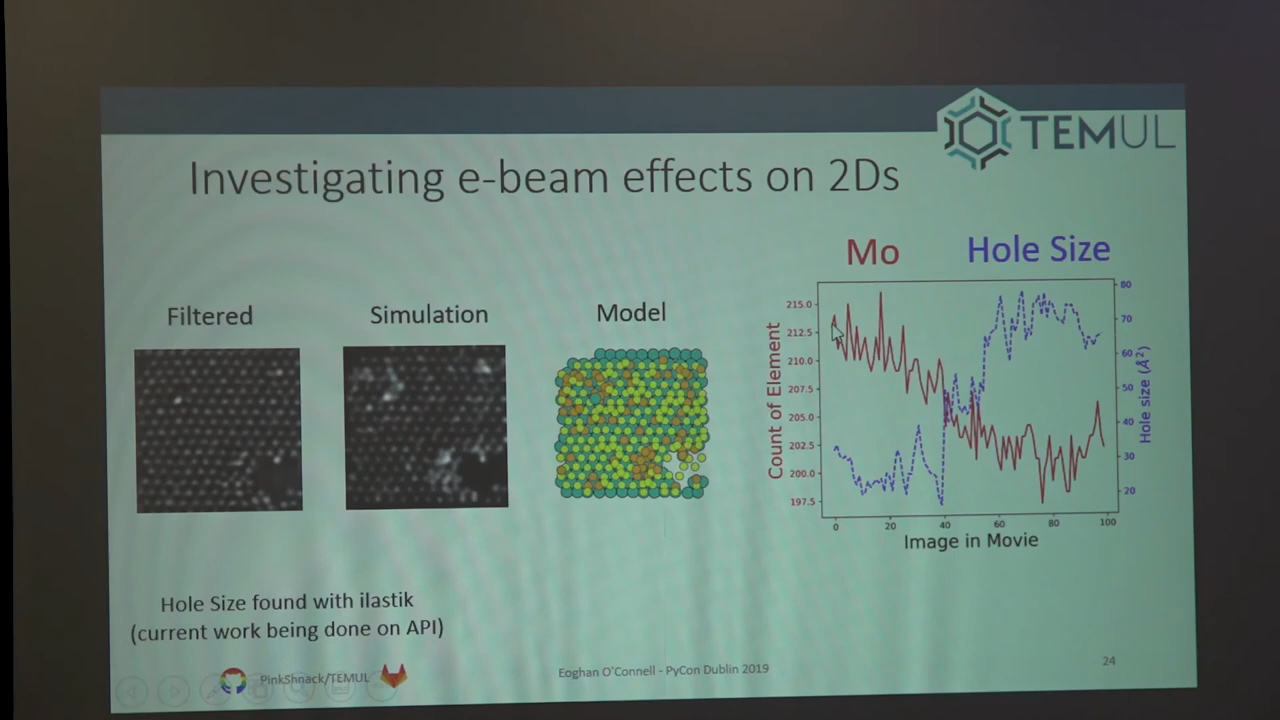 TEMUL
Investigating e-beam effects on 2Ds
Mo
Hole Size
Filtered
Simulation
Model
Count of Element
215.0
212.5
210.0
207.5
205.0
202.5
200.0
197.5
80
70
60
50
40
30
20
Hole size (Å²)
0
20
40
60
80
100
Image in Movie
Hole Size found with ilastik
(current work being done on API)
PinkShnack/TEMUL
Eoghan O'Connell - PyCon Dublin 2019
24